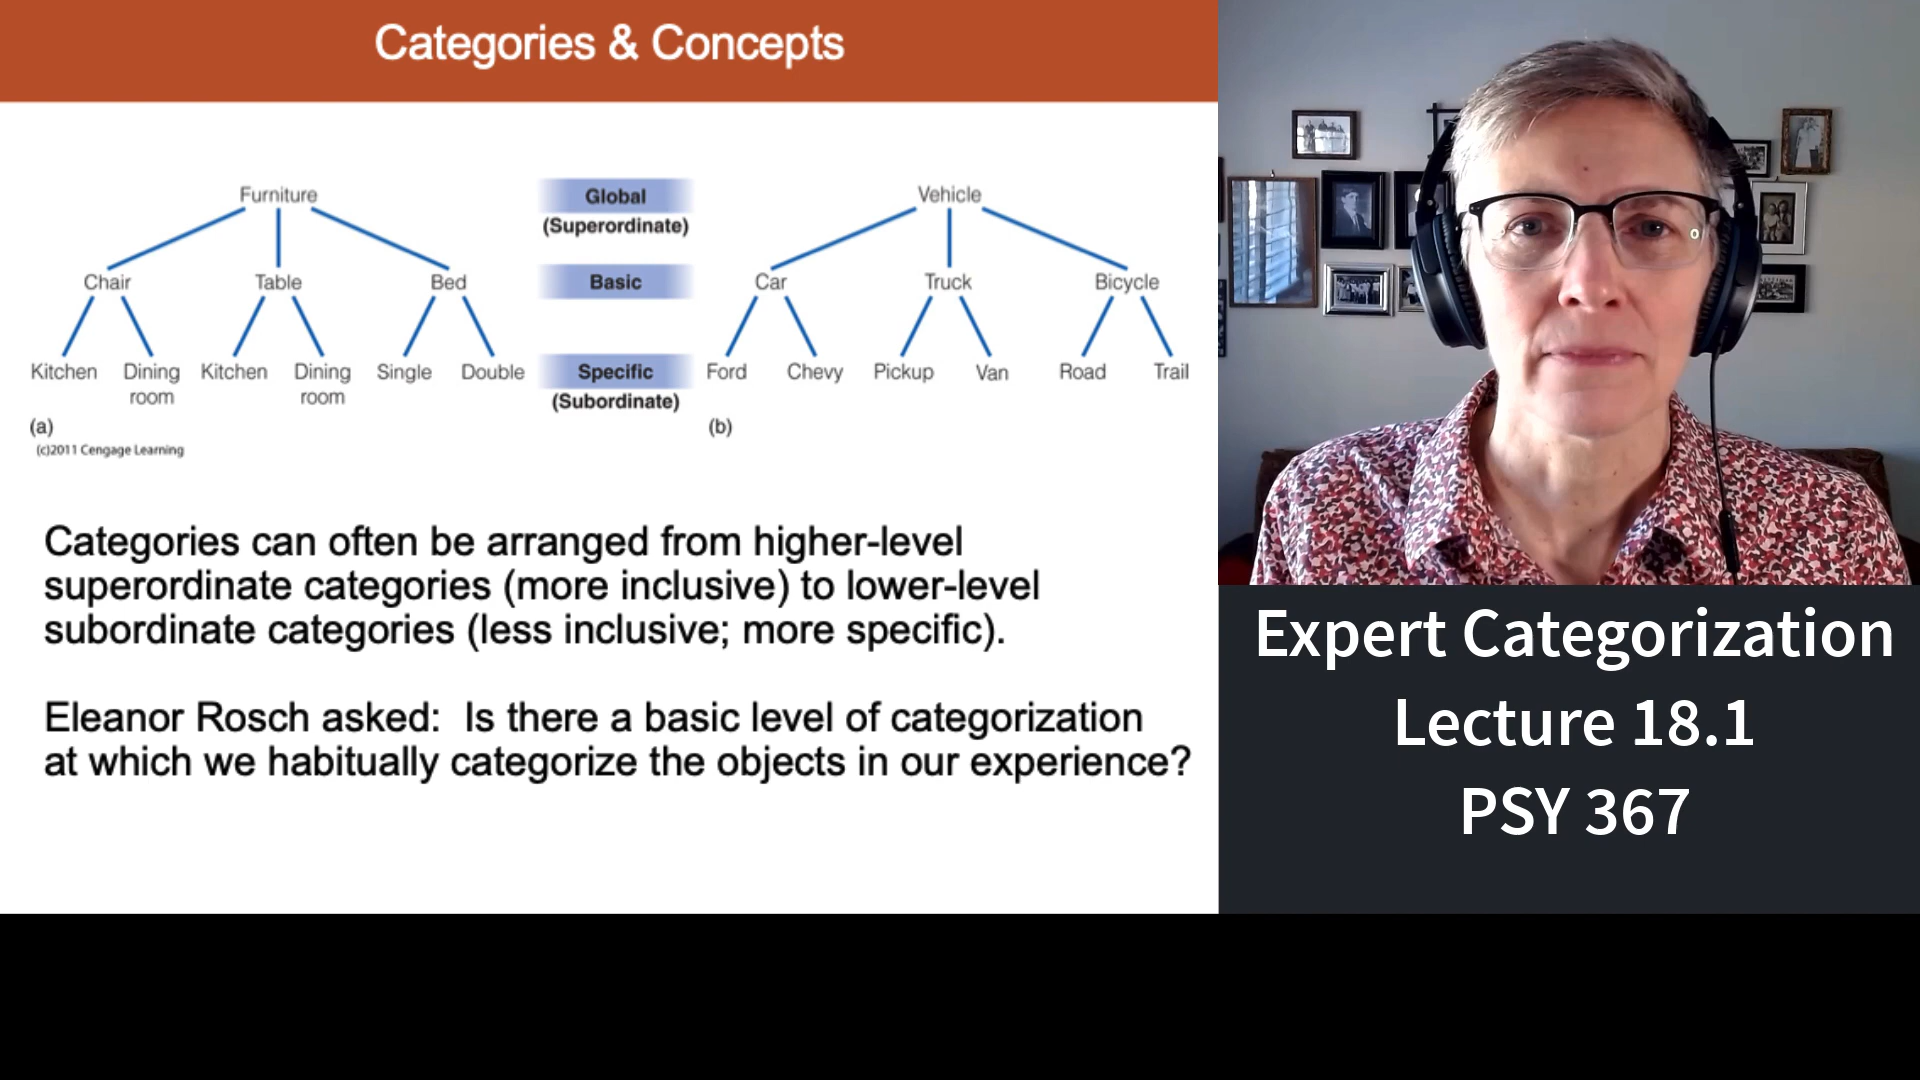 Categories & Concepts
Furniture
Global
(Superordinate)
Vehicle
Chair Table Bed
Basic
Car Truck Bicycle
Kitchen Dining room Kitchen Dining room Single Double
Specific
(Subordinate)
Ford Chevy Pickup Van Road Trail
(a)
(b)
(c)2011 Cengage Learning
Categories can often be arranged from higher-level
superordinate categories (more inclusive) to lower-level
subordinate categories (less inclusive; more specific).
Eleanor Rosch asked: Is there a basic level of categorization
at which we habitually categorize the objects in our experience?
Expert Categorization
Lecture 18.1
PSY 367